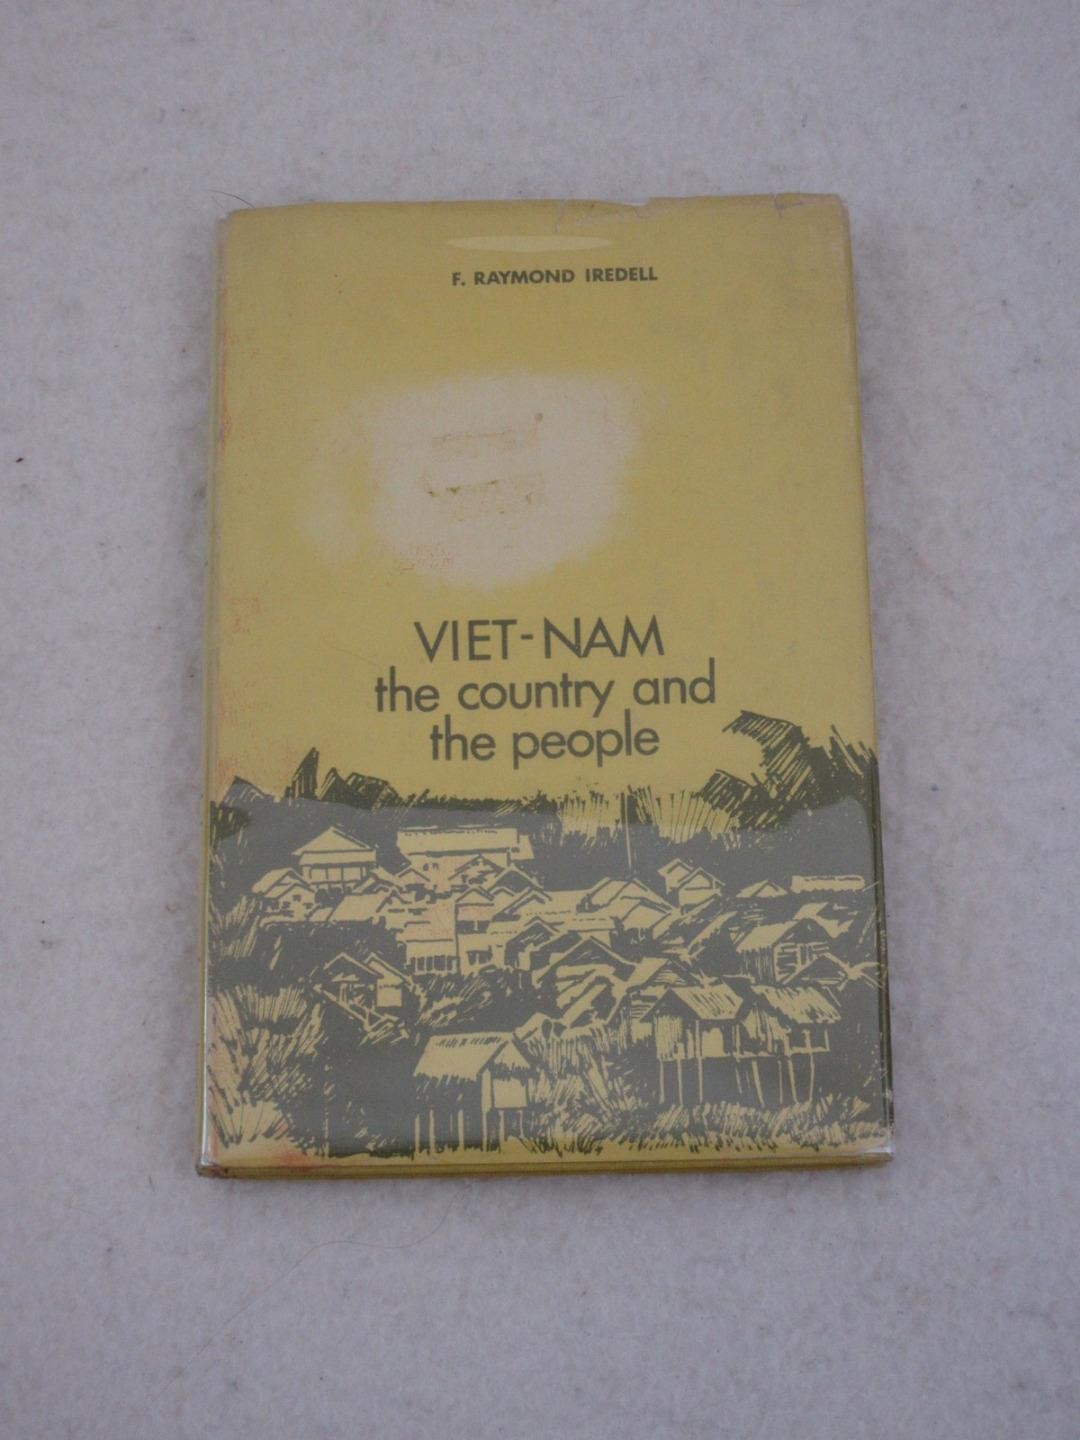 F. RAYMOND IREDELL
VIET-NAM
the country and
the people